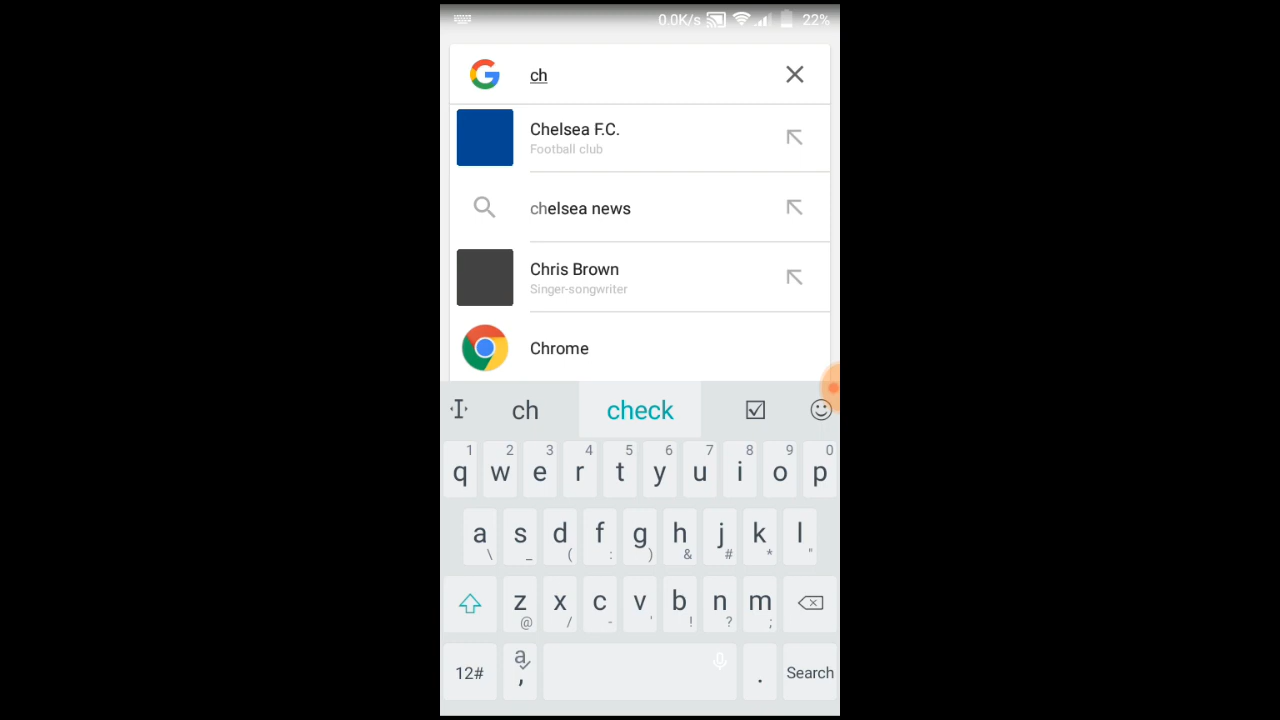 0.0K/s 22%
ch
Chelsea F.C.
Football club
chelsea news
Chris Brown
Singer-songwriter
Chrome
ch check
1 2 3 4 5 6 7 8 9 0
q w e r t y u i o p
a s d f g h j k l
\ _ ( : ) & # * "
z x c v b n m
@ / - ' ! ? ;
12# a , . Search